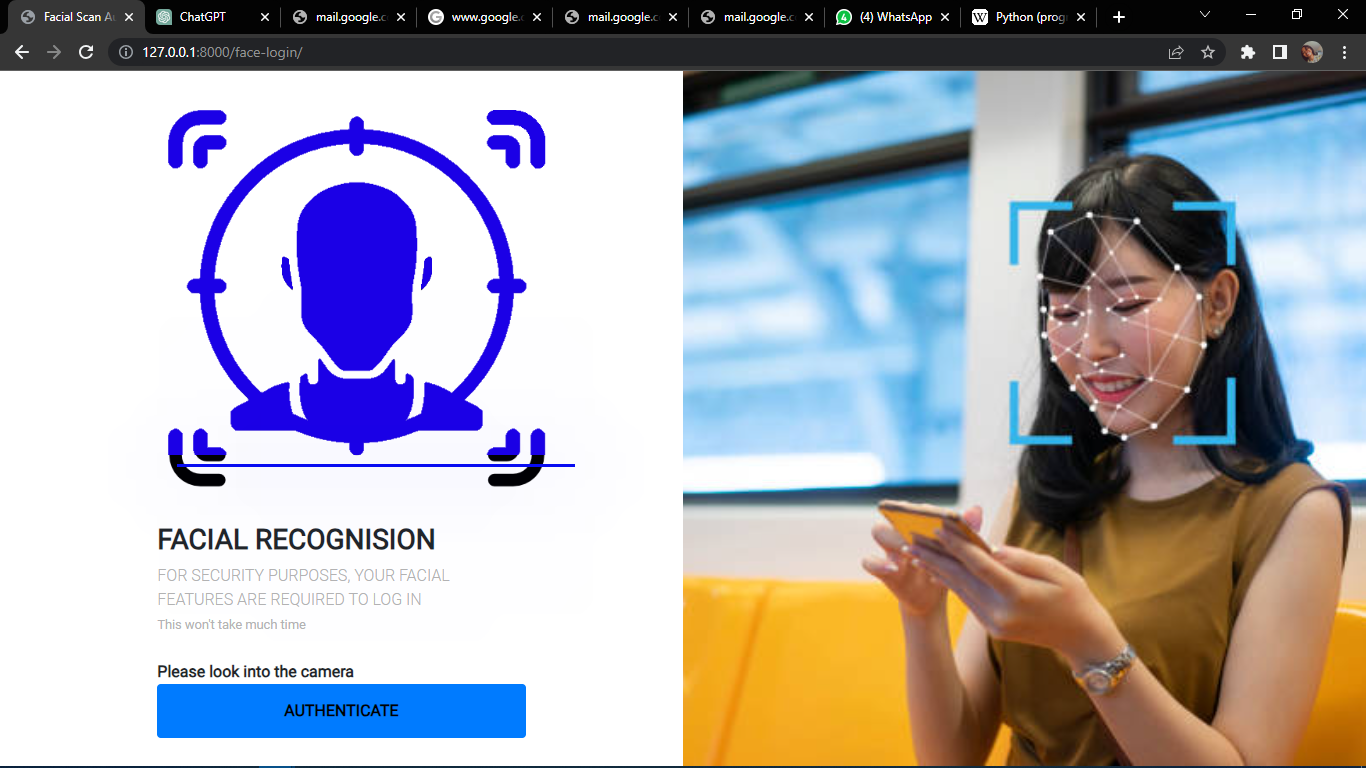 Facial Scan Au
ChatGPT
mail.google.c
www.google.
mail.google.c
mail.google.c
(4) WhatsApp
Python (prog
127.0.0.1:8000/face-login/
FACIAL RECOGNISION
FOR SECURITY PURPOSES, YOUR FACIAL
FEATURES ARE REQUIRED TO LOG IN
This won't take much time
Please look into the camera
AUTHENTICATE